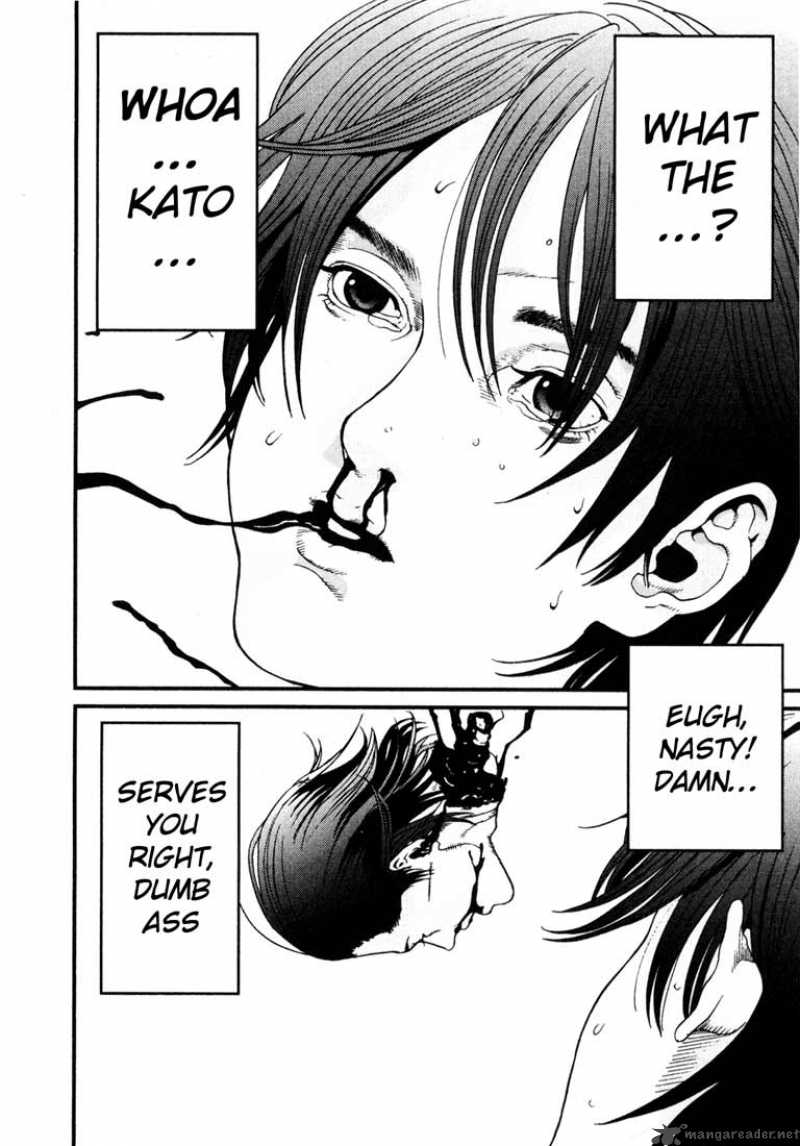 WHAT
THE
...?
WHOA
...
KATO
...
EUGH,
NASTY!
DAMN...
SERVES
YOU
RIGHT,
DUMB
ASS
mangareader.net